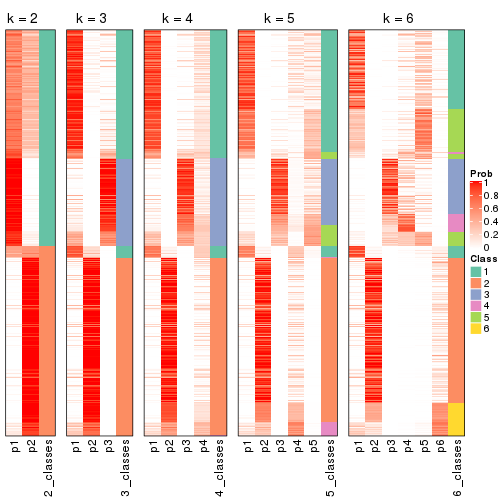 k = 2
k = 3
k = 4
k = 5
k = 6
Prob
1
0.8
0.6
0.4
0.2
0
Class
1
2
3
4
5
6
p1
p2
2_classes
p1
p2
p3
3_classes
p1
p2
p3
p4
4_classes
p1
p2
p3
p4
p5
5_classes
p1
p2
p3
p4
p5
p6
6_classes